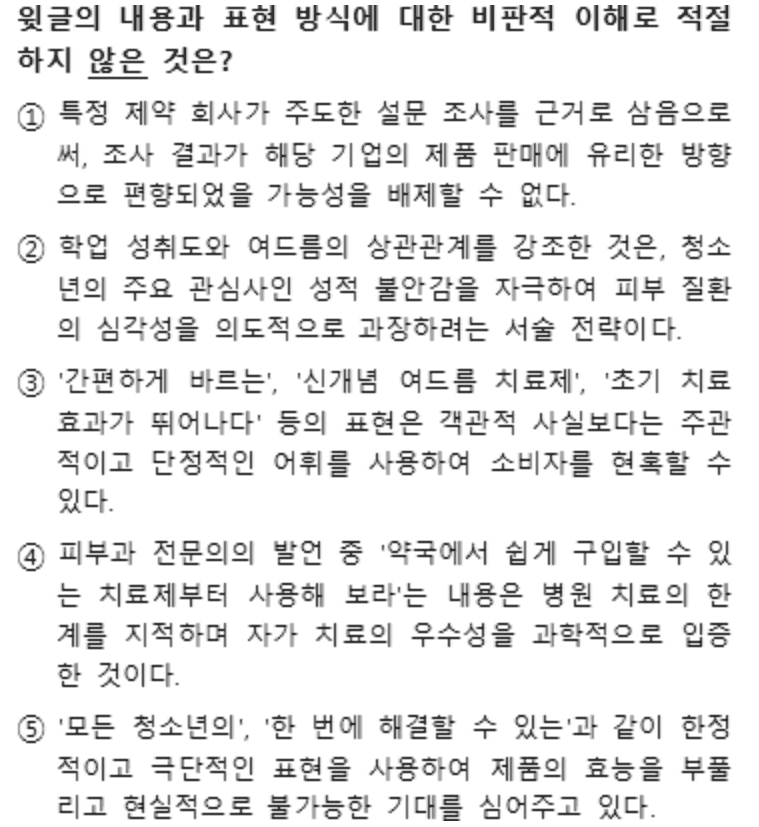 윗글의 내용과 표현 방식에 대한 비판적 이해로 적절
하지 않은 것은?
① 특정 제약 회사가 주도한 설문 조사를 근거로 삼음으로
써, 조사 결과가 해당 기업의 제품 판매에 유리한 방향
으로 편향되었을 가능성을 배제할 수 없다.
② 학업 성취도와 여드름의 상관관계를 강조한 것은, 청소
년의 주요 관심사인 성적 불안감을 자극하여 피부 질환
의 심각성을 의도적으로 과장하려는 서술 전략이다.
③ '간편하게 바르는', '신개념 여드름 치료제', '초기 치료
효과가 뛰어나다' 등의 표현은 객관적 사실보다는 주관
적이고 단정적인 어휘를 사용하여 소비자를 현혹할 수
있다.
④ 피부과 전문의의 발언 중 '약국에서 쉽게 구입할 수 있
는 치료제부터 사용해 보라'는 내용은 병원 치료의 한
계를 지적하며 자가 치료의 우수성을 과학적으로 입증
한 것이다.
⑤ '모든 청소년의', '한 번에 해결할 수 있는'과 같이 한정
적이고 극단적인 표현을 사용하여 제품의 효능을 부풀
리고 현실적으로 불가능한 기대를 심어주고 있다.